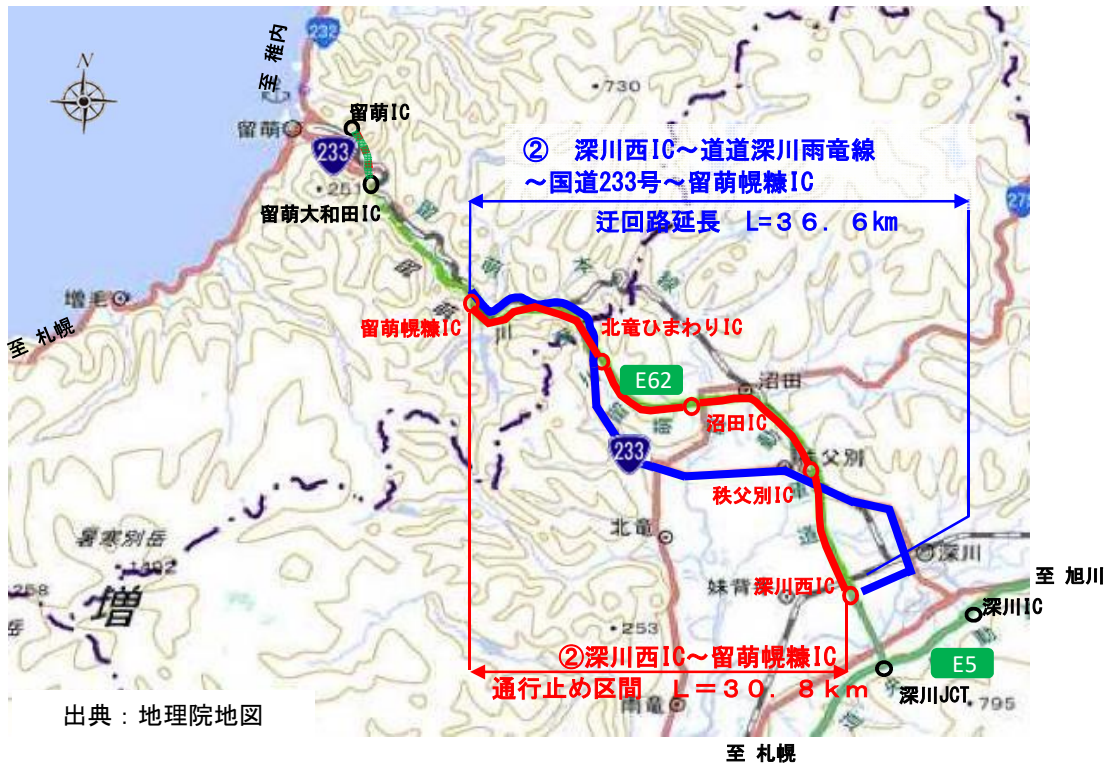 232
至 稚内
N
730
留萌IC
留萌
233
② 深川西IC～道道深川雨竜線
～国道233号～留萌幌糠IC
251
留萌大和田IC
迂回路延長 L=３６．６km
増毛
至 札幌
留萌幌糠IC
北竜ひまわりIC
E62
沼田
沼田IC
233
秩父別
秩父別IC
北竜
暑寒別岳
1492
深川
妹背
深川西IC
至 旭川
258
増
深川IC
253
②深川西IC～留萌幌糠IC
E5
通行止め区間 L＝３０．８ｋｍ
雨竜
深川JCT
795
出典：地理院地図
至 札幌